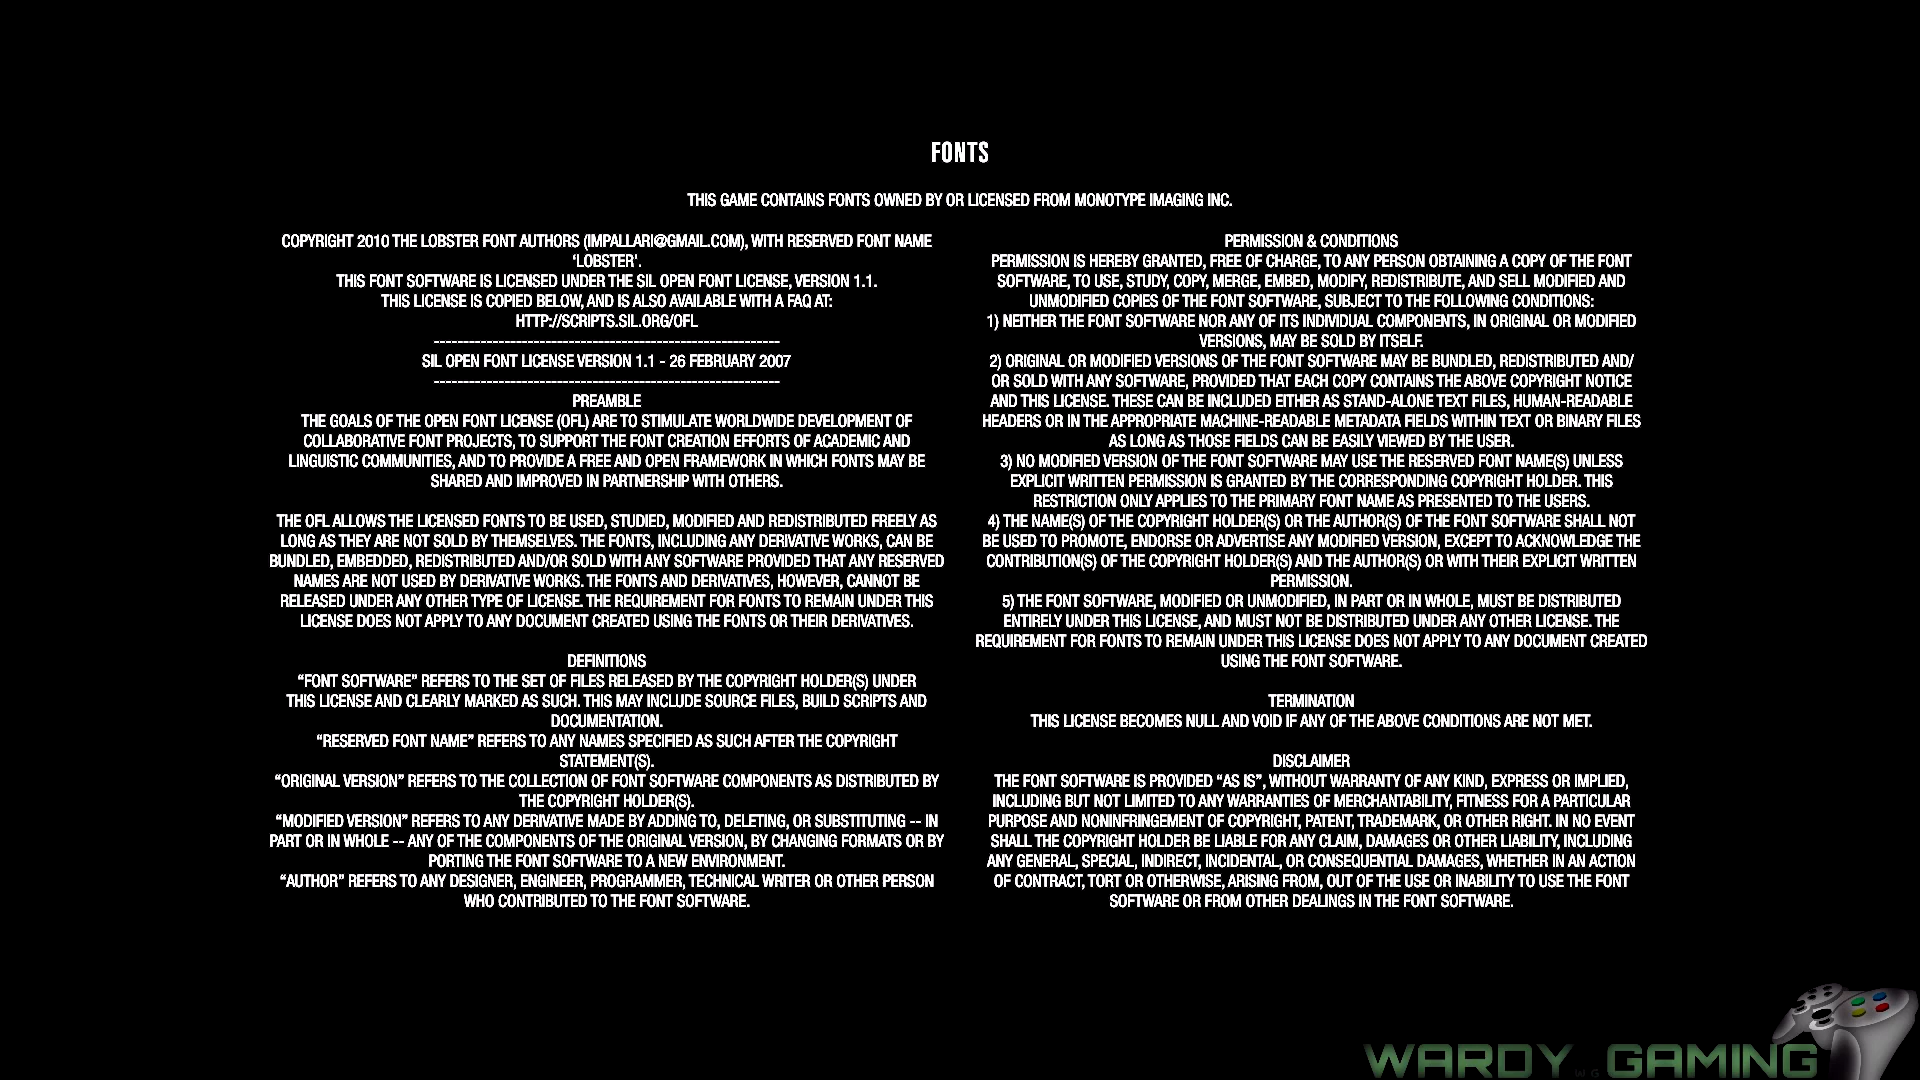 FONTS
THIS GAME CONTAINS FONTS OWNED BY OR LICENSED FROM MONOTYPE IMAGING INC.
COPYRIGHT 2010 THE LOBSTER FONT AUTHORS (IMPALLARI@GMAIL.COM), WITH RESERVED FONT NAME
‘LOBSTER’.
THIS FONT SOFTWARE IS LICENSED UNDER THE SIL OPEN FONT LICENSE, VERSION 1.1.
THIS LICENSE IS COPIED BELOW, AND IS ALSO AVAILABLE WITH A FAQ AT:
HTTP://SCRIPTS.SIL.ORG/OFL
-----------------------------------------------------------
SIL OPEN FONT LICENSE VERSION 1.1 - 26 FEBRUARY 2007
-----------------------------------------------------------
PREAMBLE
THE GOALS OF THE OPEN FONT LICENSE (OFL) ARE TO STIMULATE WORLDWIDE DEVELOPMENT OF
COLLABORATIVE FONT PROJECTS, TO SUPPORT THE FONT CREATION EFFORTS OF ACADEMIC AND
LINGUISTIC COMMUNITIES, AND TO PROVIDE A FREE AND OPEN FRAMEWORK IN WHICH FONTS MAY BE
SHARED AND IMPROVED IN PARTNERSHIP WITH OTHERS.
THE OFL ALLOWS THE LICENSED FONTS TO BE USED, STUDIED, MODIFIED AND REDISTRIBUTED FREELY AS
LONG AS THEY ARE NOT SOLD BY THEMSELVES. THE FONTS, INCLUDING ANY DERIVATIVE WORKS, CAN BE
BUNDLED, EMBEDDED, REDISTRIBUTED AND/OR SOLD WITH ANY SOFTWARE PROVIDED THAT ANY RESERVED
NAMES ARE NOT USED BY DERIVATIVE WORKS. THE FONTS AND DERIVATIVES, HOWEVER, CANNOT BE
RELEASED UNDER ANY OTHER TYPE OF LICENSE. THE REQUIREMENT FOR FONTS TO REMAIN UNDER THIS
LICENSE DOES NOT APPLY TO ANY DOCUMENT CREATED USING THE FONTS OR THEIR DERIVATIVES.
DEFINITIONS
“FONT SOFTWARE” REFERS TO THE SET OF FILES RELEASED BY THE COPYRIGHT HOLDER(S) UNDER
THIS LICENSE AND CLEARLY MARKED AS SUCH. THIS MAY INCLUDE SOURCE FILES, BUILD SCRIPTS AND
DOCUMENTATION.
“RESERVED FONT NAME” REFERS TO ANY NAMES SPECIFIED AS SUCH AFTER THE COPYRIGHT
STATEMENT(S).
“ORIGINAL VERSION” REFERS TO THE COLLECTION OF FONT SOFTWARE COMPONENTS AS DISTRIBUTED BY
THE COPYRIGHT HOLDER(S).
“MODIFIED VERSION” REFERS TO ANY DERIVATIVE MADE BY ADDING TO, DELETING, OR SUBSTITUTING -- IN
PART OR IN WHOLE -- ANY OF THE COMPONENTS OF THE ORIGINAL VERSION, BY CHANGING FORMATS OR BY
PORTING THE FONT SOFTWARE TO A NEW ENVIRONMENT.
“AUTHOR” REFERS TO ANY DESIGNER, ENGINEER, PROGRAMMER, TECHNICAL WRITER OR OTHER PERSON
WHO CONTRIBUTED TO THE FONT SOFTWARE.
PERMISSION & CONDITIONS
PERMISSION IS HEREBY GRANTED, FREE OF CHARGE, TO ANY PERSON OBTAINING A COPY OF THE FONT
SOFTWARE, TO USE, STUDY, COPY, MERGE, EMBED, MODIFY, REDISTRIBUTE, AND SELL MODIFIED AND
UNMODIFIED COPIES OF THE FONT SOFTWARE, SUBJECT TO THE FOLLOWING CONDITIONS:
1) NEITHER THE FONT SOFTWARE NOR ANY OF ITS INDIVIDUAL COMPONENTS, IN ORIGINAL OR MODIFIED
VERSIONS, MAY BE SOLD BY ITSELF.
2) ORIGINAL OR MODIFIED VERSIONS OF THE FONT SOFTWARE MAY BE BUNDLED, REDISTRIBUTED AND/
OR SOLD WITH ANY SOFTWARE, PROVIDED THAT EACH COPY CONTAINS THE ABOVE COPYRIGHT NOTICE
AND THIS LICENSE. THESE CAN BE INCLUDED EITHER AS STAND-ALONE TEXT FILES, HUMAN-READABLE
HEADERS OR IN THE APPROPRIATE MACHINE-READABLE METADATA FIELDS WITHIN TEXT OR BINARY FILES
AS LONG AS THOSE FIELDS CAN BE EASILY VIEWED BY THE USER.
3) NO MODIFIED VERSION OF THE FONT SOFTWARE MAY USE THE RESERVED FONT NAME(S) UNLESS
EXPLICIT WRITTEN PERMISSION IS GRANTED BY THE CORRESPONDING COPYRIGHT HOLDER. THIS
RESTRICTION ONLY APPLIES TO THE PRIMARY FONT NAME AS PRESENTED TO THE USERS.
4) THE NAME(S) OF THE COPYRIGHT HOLDER(S) OR THE AUTHOR(S) OF THE FONT SOFTWARE SHALL NOT
BE USED TO PROMOTE, ENDORSE OR ADVERTISE ANY MODIFIED VERSION, EXCEPT TO ACKNOWLEDGE THE
CONTRIBUTION(S) OF THE COPYRIGHT HOLDER(S) AND THE AUTHOR(S) OR WITH THEIR EXPLICIT WRITTEN
PERMISSION.
5) THE FONT SOFTWARE, MODIFIED OR UNMODIFIED, IN PART OR IN WHOLE, MUST BE DISTRIBUTED
ENTIRELY UNDER THIS LICENSE, AND MUST NOT BE DISTRIBUTED UNDER ANY OTHER LICENSE. THE
REQUIREMENT FOR FONTS TO REMAIN UNDER THIS LICENSE DOES NOT APPLY TO ANY DOCUMENT CREATED
USING THE FONT SOFTWARE.
TERMINATION
THIS LICENSE BECOMES NULL AND VOID IF ANY OF THE ABOVE CONDITIONS ARE NOT MET.
DISCLAIMER
THE FONT SOFTWARE IS PROVIDED “AS IS”, WITHOUT WARRANTY OF ANY KIND, EXPRESS OR IMPLIED,
INCLUDING BUT NOT LIMITED TO ANY WARRANTIES OF MERCHANTABILITY, FITNESS FOR A PARTICULAR
PURPOSE AND NONINFRINGEMENT OF COPYRIGHT, PATENT, TRADEMARK, OR OTHER RIGHT. IN NO EVENT
SHALL THE COPYRIGHT HOLDER BE LIABLE FOR ANY CLAIM, DAMAGES OR OTHER LIABILITY, INCLUDING
ANY GENERAL, SPECIAL, INDIRECT, INCIDENTAL, OR CONSEQUENTIAL DAMAGES, WHETHER IN AN ACTION
OF CONTRACT, TORT OR OTHERWISE, ARISING FROM, OUT OF THE USE OR INABILITY TO USE THE FONT
SOFTWARE OR FROM OTHER DEALINGS IN THE FONT SOFTWARE.
WARDY WG GAMING